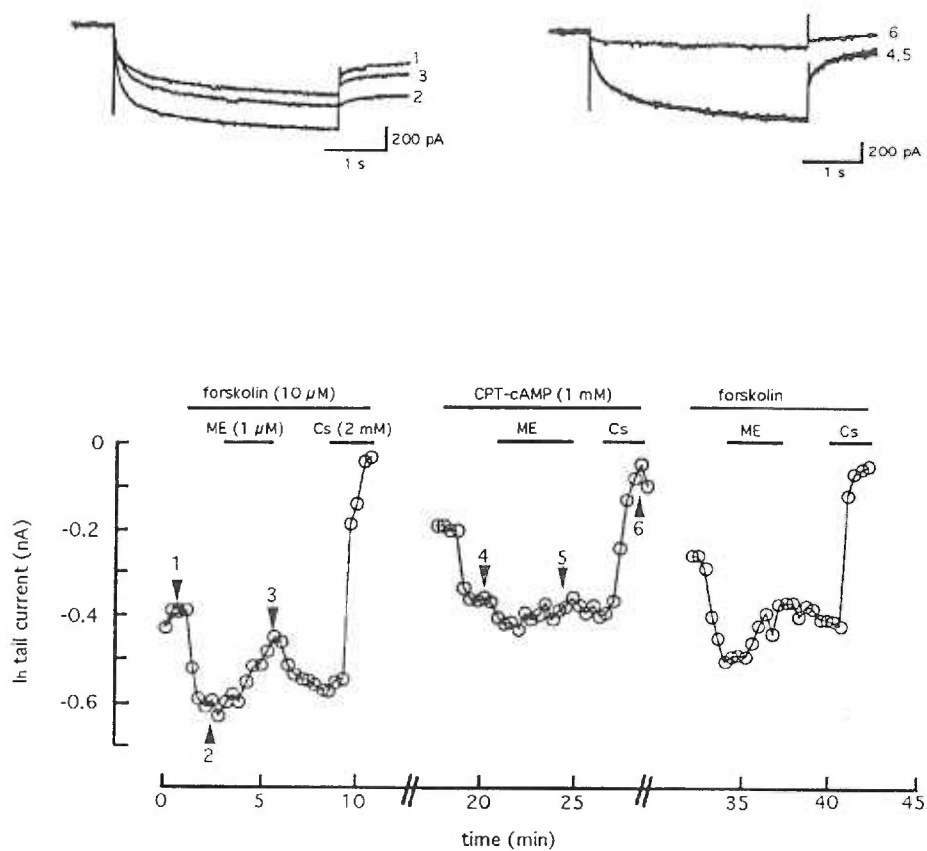 1
3
2
200 pA
1 s
6
4,5
200 pA
1 s
forskolin (10 μM)
CPT-cAMP (1 mM)
forskolin
ME (1 μM)
Cs (2 mM)
ME
Cs
ME
Cs
0
-0.2
-0.4
-0.6
Ih tail current (nA)
1
2
3
4
5
6
0
5
10
20
25
35
40
45
time (min)